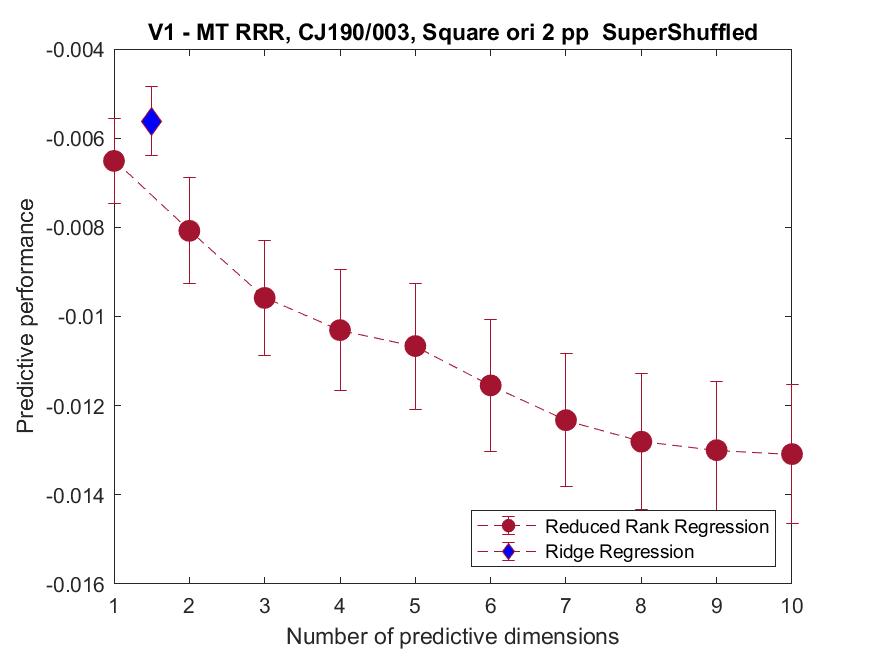 V1 - MT RRR, CJ190/003, Square ori 2 pp  SuperShuffled
-0.004
-0.006
-0.008
-0.01
-0.012
-0.014
-0.016
Predictive performance
1 2 3 4 5 6 7 8 9 10
Number of predictive dimensions
Reduced Rank Regression
Ridge Regression